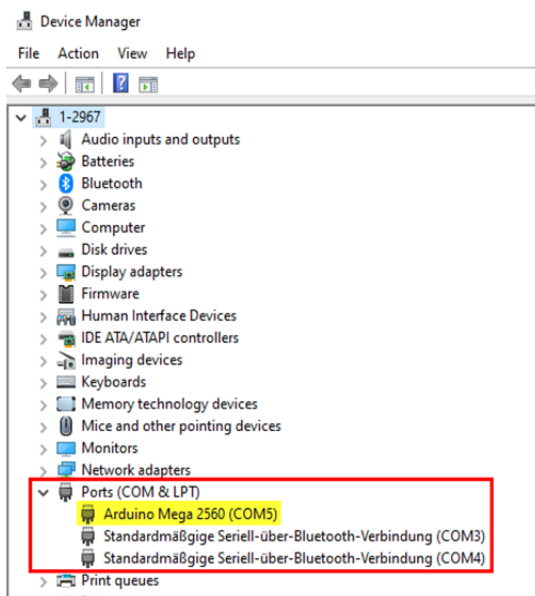 Device Manager
File Action View Help
1-2967
Audio inputs and outputs
Batteries
Bluetooth
Cameras
Computer
Disk drives
Display adapters
Firmware
Human Interface Devices
IDE ATA/ATAPI controllers
Imaging devices
Keyboards
Memory technology devices
Mice and other pointing devices
Monitors
Network adapters
Ports (COM & LPT)
Arduino Mega 2560 (COM5)
Standardmäßgige Seriell-über-Bluetooth-Verbindung (COM3)
Standardmäßgige Seriell-über-Bluetooth-Verbindung (COM4)
Print queues